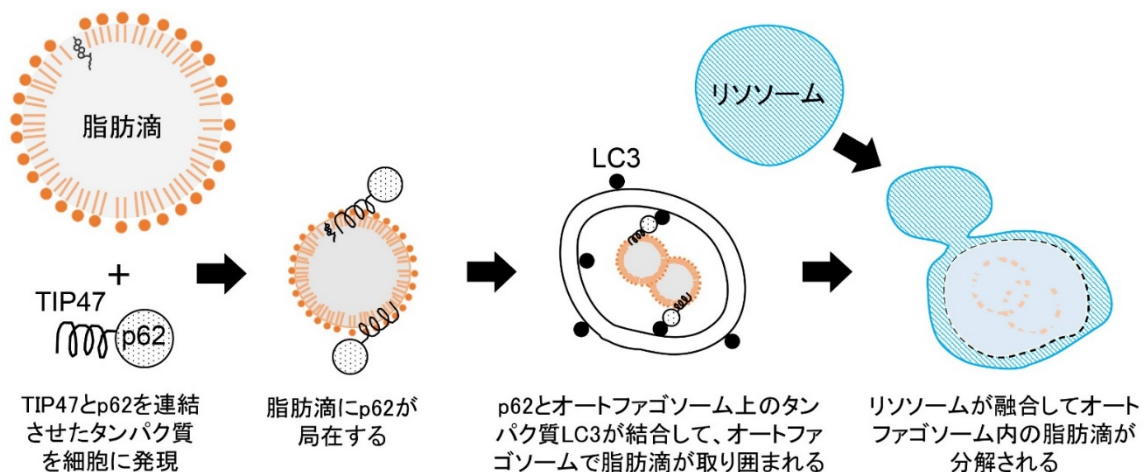 脂肪滴
+
TIP47
p62
TIP47とp62を連結
させたタンパク質
を細胞に発現
脂肪滴にp62が
局在する
LC3
p62とオートファゴソーム上のタン
パク質LC3が結合して、オートファ
ゴソームで脂肪滴が取り囲まれる
リソソーム
リソソームが融合してオート
ファゴソーム内の脂肪滴が
分解される